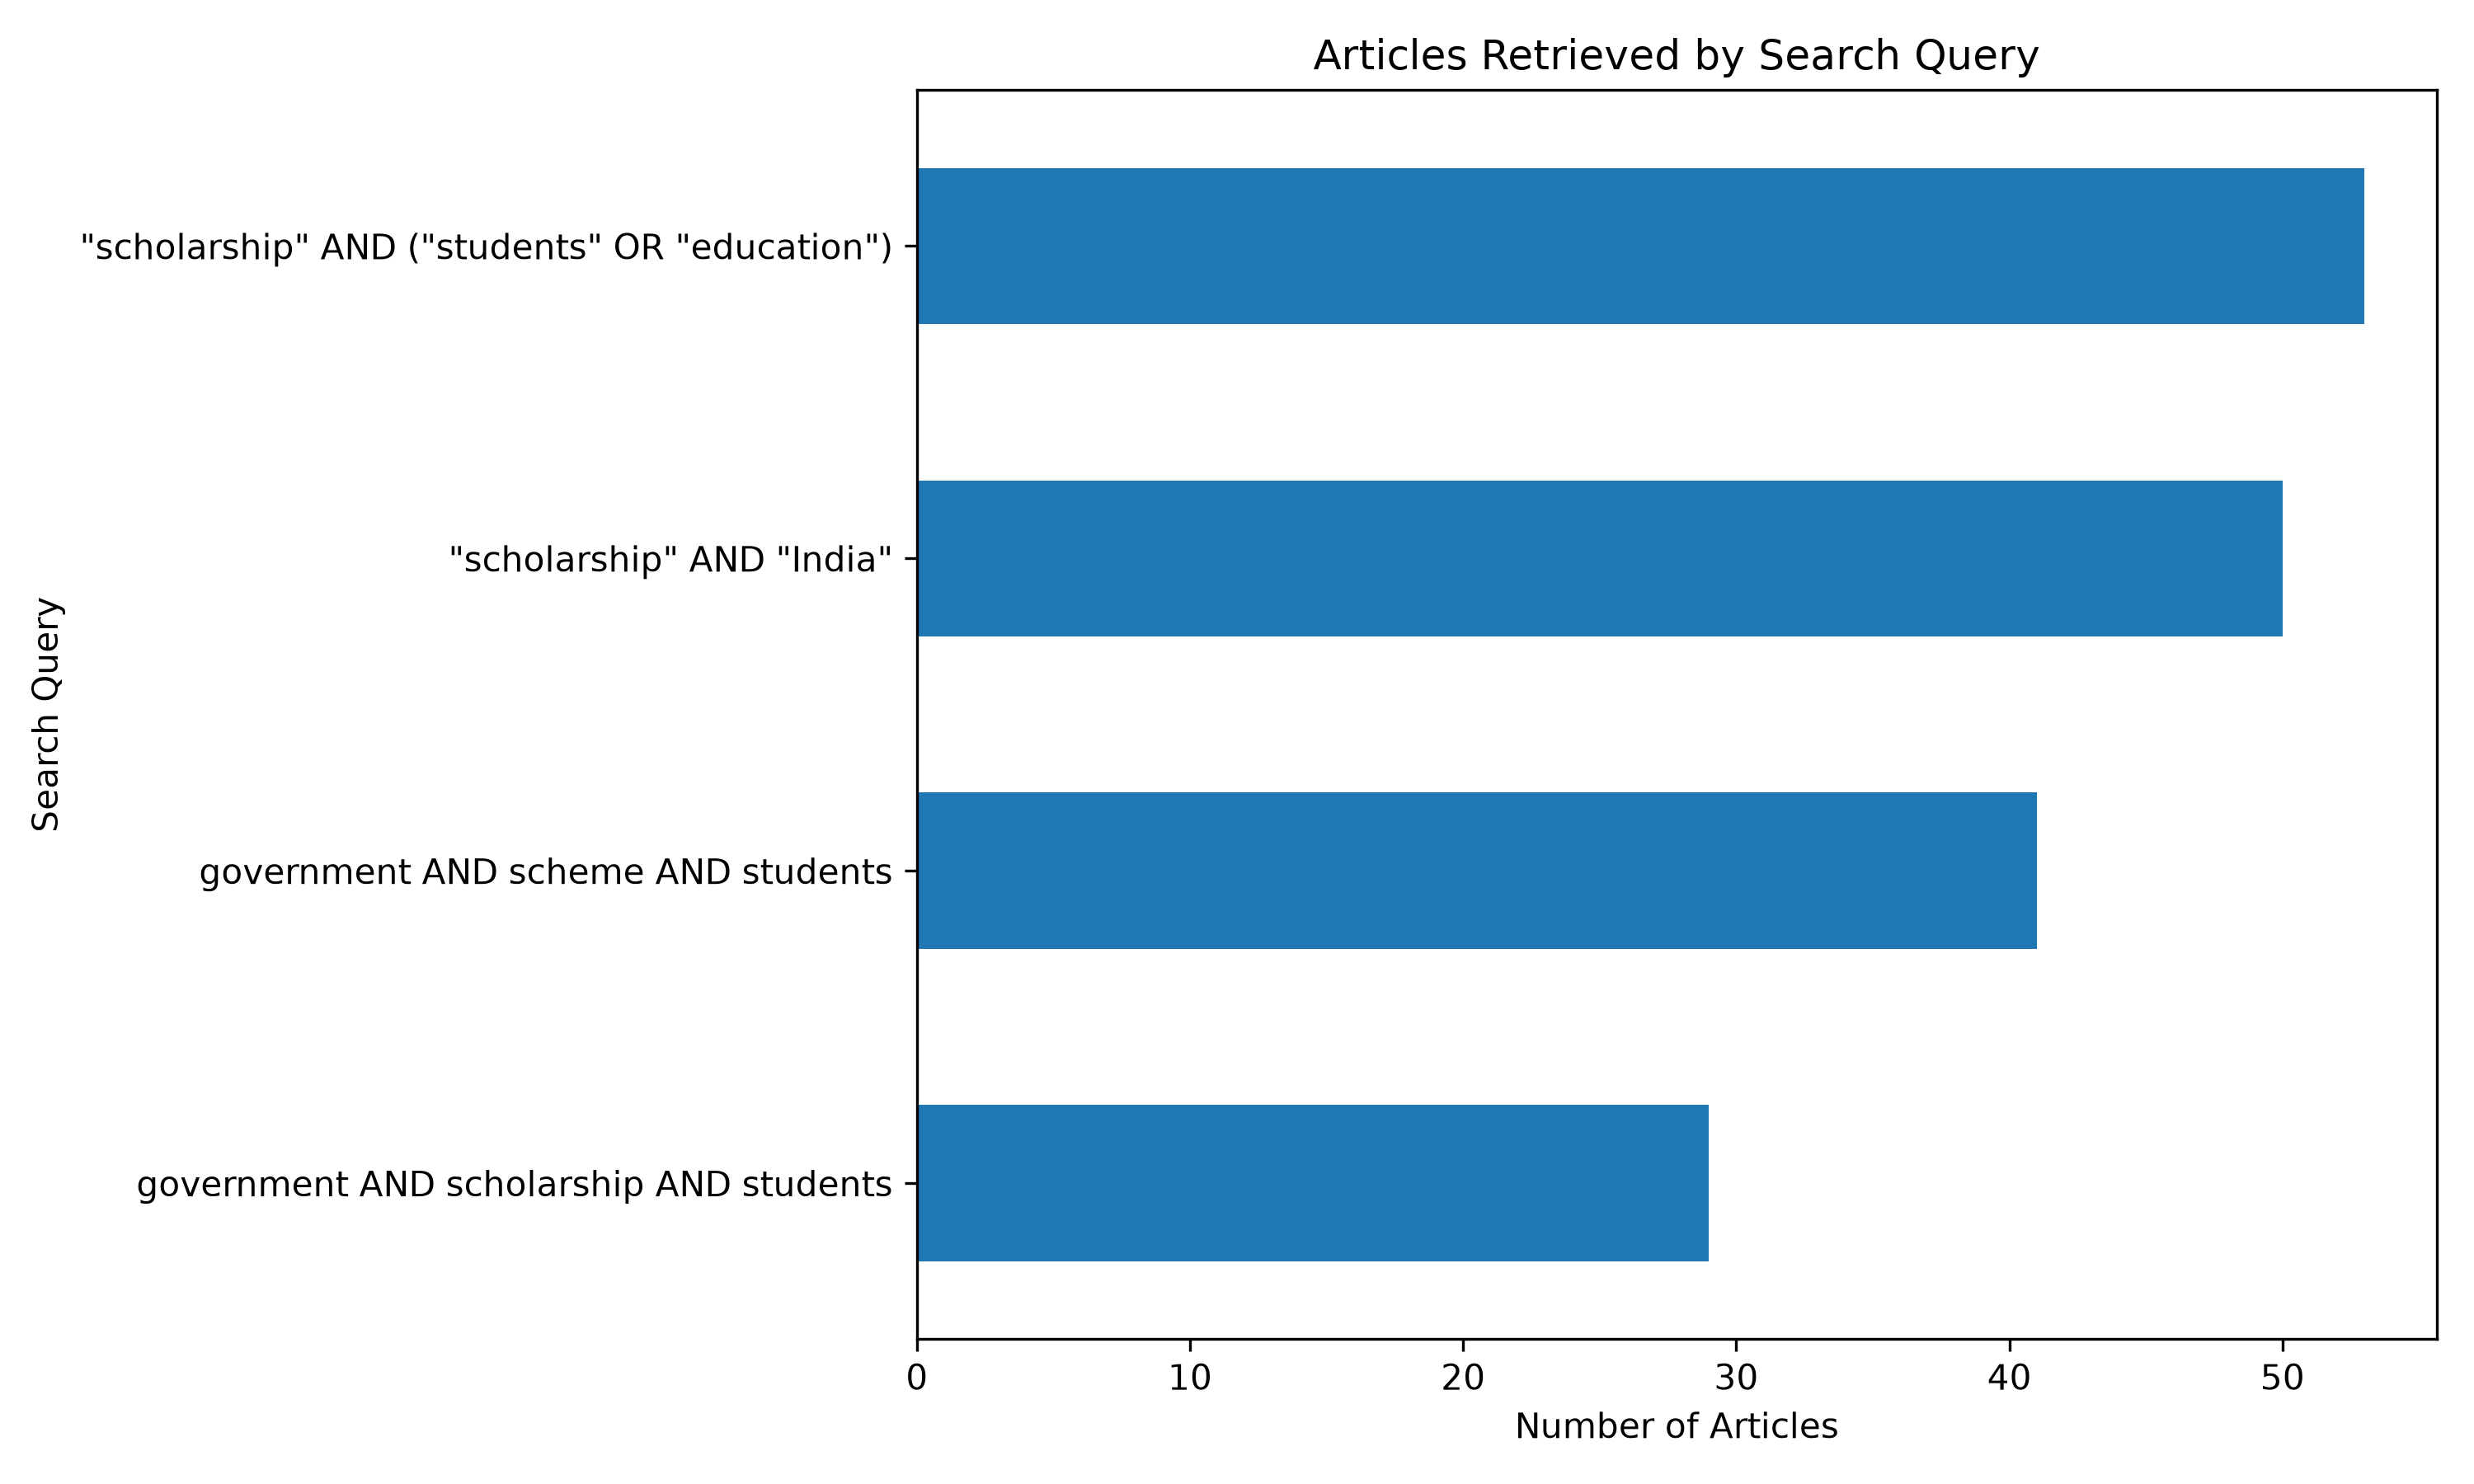 Articles Retrieved by Search Query
"scholarship" AND ("students" OR "education")
"scholarship" AND "India"
government AND scheme AND students
government AND scholarship AND students
Search Query
0 10 20 30 40 50
Number of Articles